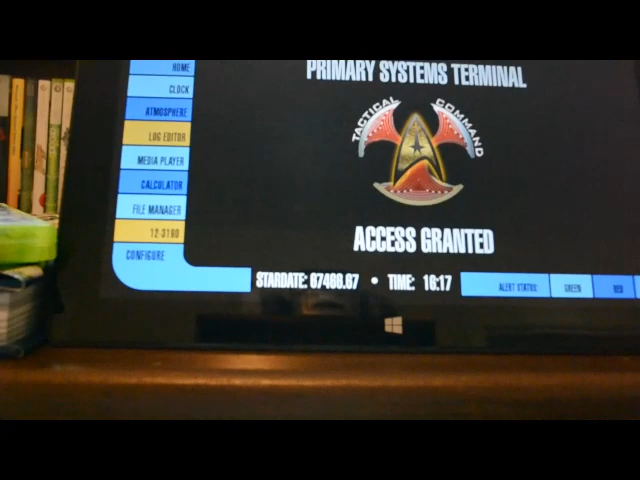 PRIMARY SYSTEMS TERMINAL
HOME
CLOCK
ATMOSPHERE
LOG EDITOR
MEDIA PLAYER
CALCULATOR
FILE MANAGER
12-3180
CONFIGURE
TACTICAL COMMAND
ACCESS GRANTED
STARDATE: 67460.67 • TIME: 16:17
ALERT STATUS: GREEN RED